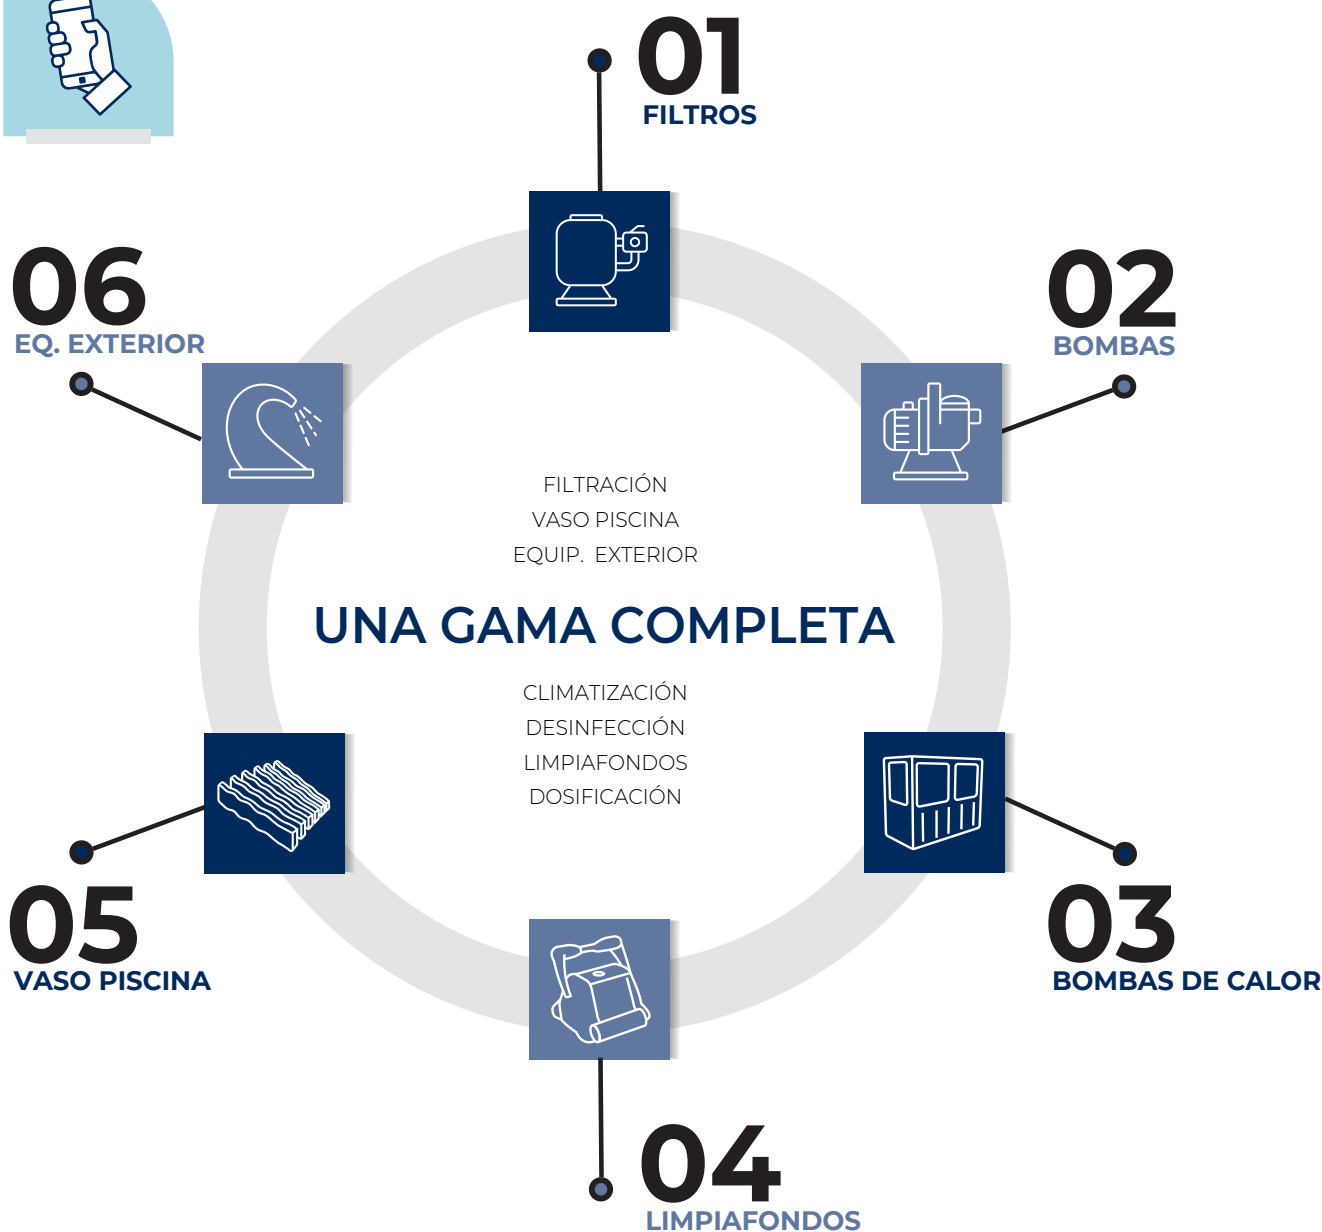 01
FILTROS
06
EQ. EXTERIOR
02
BOMBAS
FILTRACIÓN
VASO PISCINA
EQUIP. EXTERIOR
UNA GAMA COMPLETA
CLIMATIZACIÓN
DESINFECCIÓN
LIMPIAFONDOS
DOSIFICACIÓN
05
VASO PISCINA
03
BOMBAS DE CALOR
04
LIMPIAFONDOS